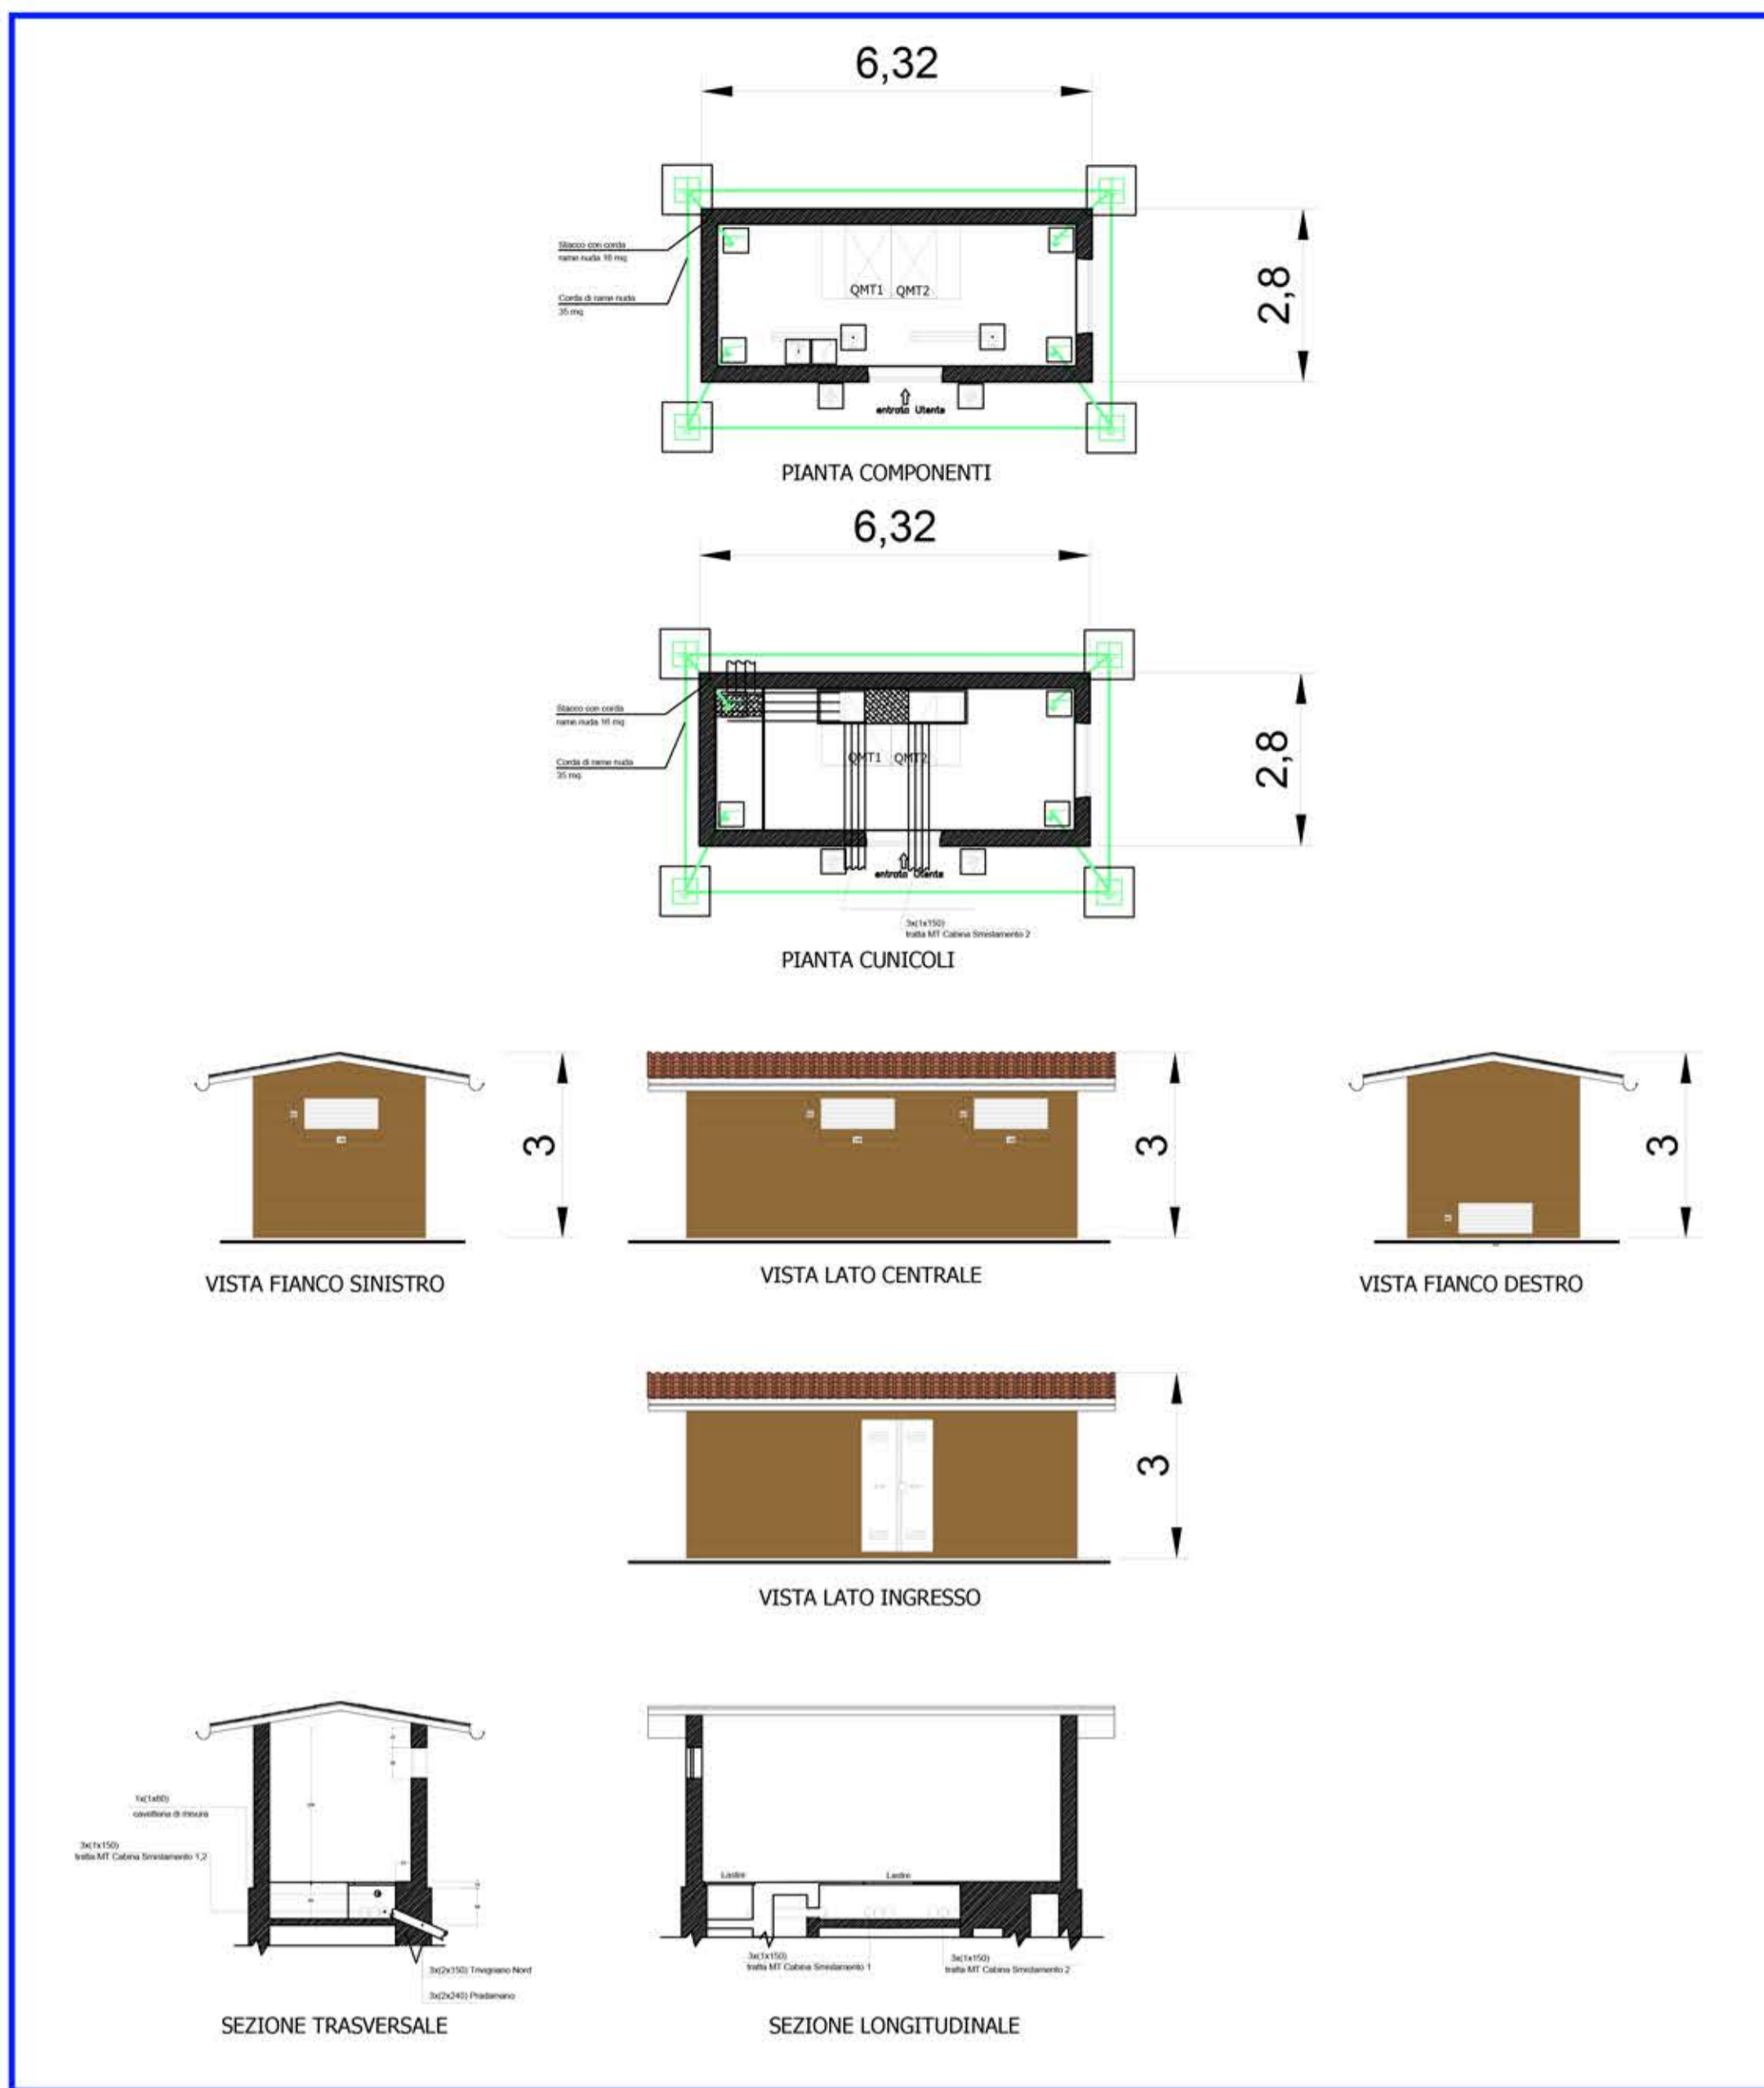 6,32
Stacco con corda
rame nuda 16 mq
Corda di rame nuda
35 mq
QMT1 QMT2
2,8
entrata Utente
PIANTA COMPONENTI
6,32
Stacco con corda
rame nuda 16 mq
Corda di rame nuda
35 mq
QMT1 QMT2
2,8
entrata Utente
3x(1x150)
tratta MT Cabina Smistamento 2
PIANTA CUNICOLI
3
3
3
VISTA FIANCO SINISTRO
VISTA LATO CENTRALE
VISTA FIANCO DESTRO
3
VISTA LATO INGRESSO
1x(1x60)
cavetteria di misura
3x(1x150)
tratta MT Cabina Smistamento 1,2
3x(2x150) Trivignano Nord
3x(2x240) Pradamano
SEZIONE TRASVERSALE
Lastre
Lastre
3x(1x150)
tratta MT Cabina Smistamento 1
3x(1x150)
tratta MT Cabina Smistamento 2
SEZIONE LONGITUDINALE